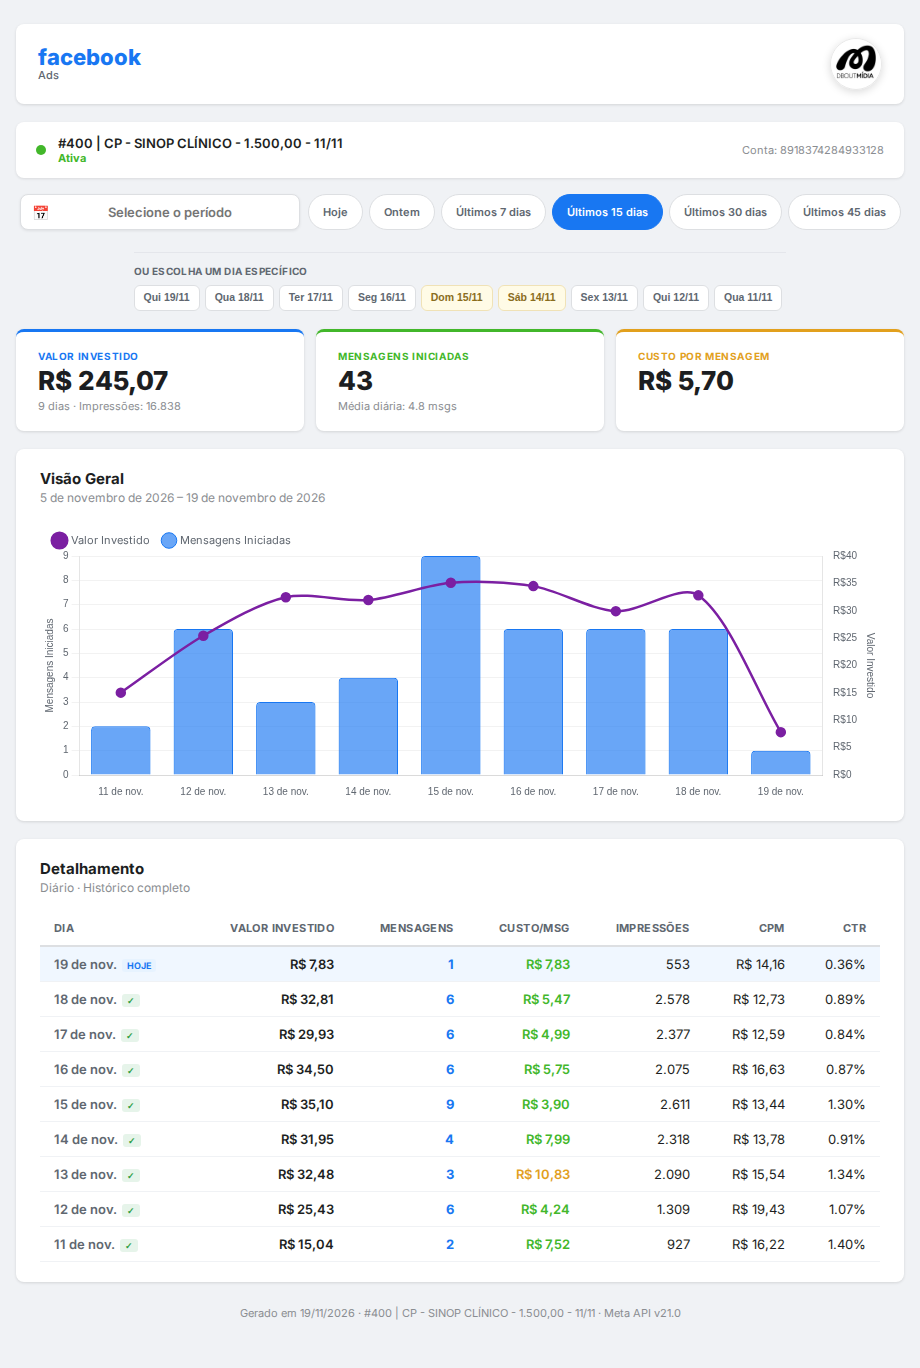 facebook
Ads
DBOUTMÍDIA
#400 | CP - SINOP CLÍNICO - 1.500,00 - 11/11
Ativa
Conta: 8918374284933128
Selecione o período
Hoje
Ontem
Últimos 7 dias
Últimos 15 dias
Últimos 30 dias
Últimos 45 dias
OU ESCOLHA UM DIA ESPECÍFICO
Qui 19/11
Qua 18/11
Ter 17/11
Seg 16/11
Dom 15/11
Sáb 14/11
Sex 13/11
Qui 12/11
Qua 11/11
VALOR INVESTIDO
R$ 245,07
9 dias · Impressões: 16.838
MENSAGENS INICIADAS
43
Média diária: 4.8 msgs
CUSTO POR MENSAGEM
R$ 5,70
Visão Geral
5 de novembro de 2026 – 19 de novembro de 2026
Valor Investido
Mensagens Iniciadas
Mensagens Iniciadas
9
8
7
6
5
4
3
2
1
0
R$40
R$35
R$30
R$25
R$20
R$15
R$10
R$5
R$0
Valor Investido
11 de nov.
12 de nov.
13 de nov.
14 de nov.
15 de nov.
16 de nov.
17 de nov.
18 de nov.
19 de nov.
Detalhamento
Diário · Histórico completo
DIA VALOR INVESTIDO MENSAGENS CUSTO/MSG IMPRESSÕES CPM CTR
19 de nov. HOJE R$ 7,83 1 R$ 7,83 553 R$ 14,16 0.36%
18 de nov. ✓ R$ 32,81 6 R$ 5,47 2.578 R$ 12,73 0.89%
17 de nov. ✓ R$ 29,93 6 R$ 4,99 2.377 R$ 12,59 0.84%
16 de nov. ✓ R$ 34,50 6 R$ 5,75 2.075 R$ 16,63 0.87%
15 de nov. ✓ R$ 35,10 9 R$ 3,90 2.611 R$ 13,44 1.30%
14 de nov. ✓ R$ 31,95 4 R$ 7,99 2.318 R$ 13,78 0.91%
13 de nov. ✓ R$ 32,48 3 R$ 10,83 2.090 R$ 15,54 1.34%
12 de nov. ✓ R$ 25,43 6 R$ 4,24 1.309 R$ 19,43 1.07%
11 de nov. ✓ R$ 15,04 2 R$ 7,52 927 R$ 16,22 1.40%
Gerado em 19/11/2026 · #400 | CP - SINOP CLÍNICO - 1.500,00 - 11/11 · Meta API v21.0